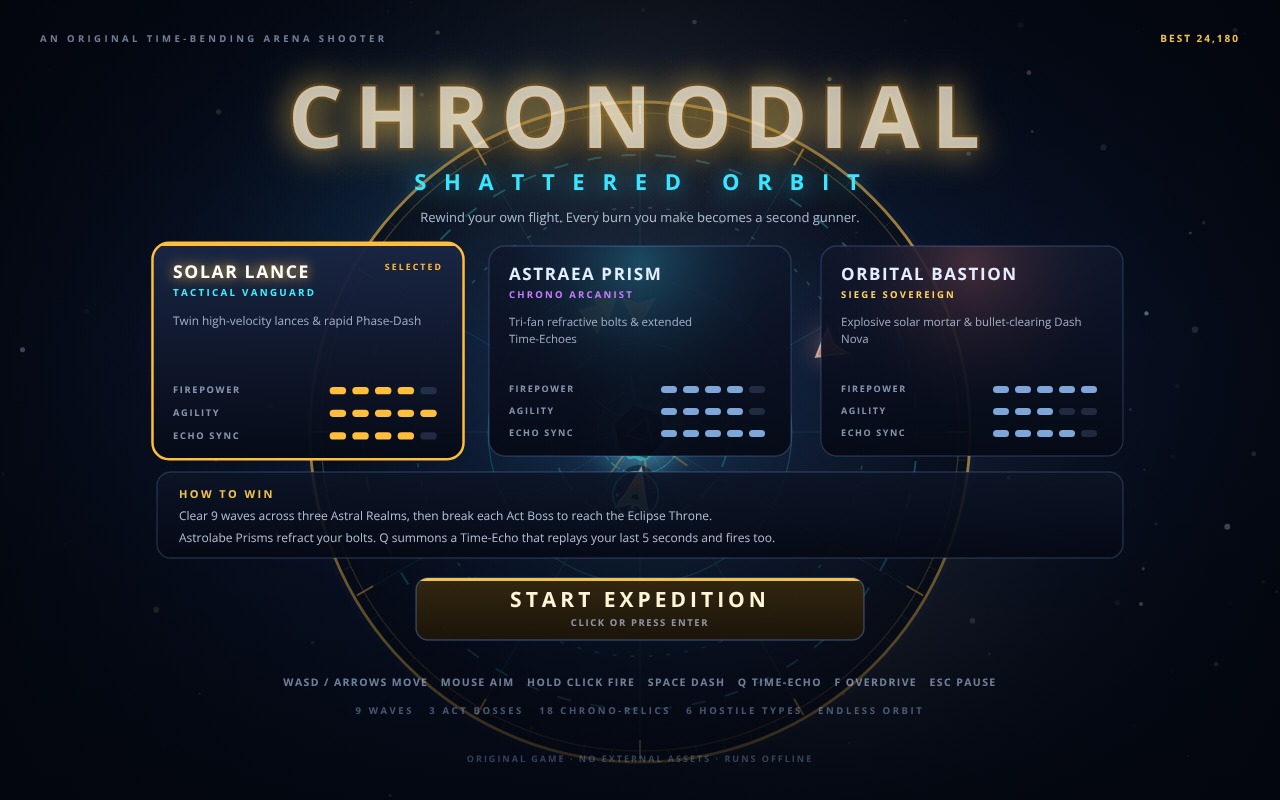 AN ORIGINAL TIME-BENDING ARENA SHOOTER
BEST 24,180
CHRONODIAL
SHATTERED ORBIT
Rewind your own flight. Every burn you make becomes a second gunner.
SOLAR LANCE
SELECTED
TACTICAL VANGUARD
Twin high-velocity lances & rapid Phase-Dash
FIREPOWER
AGILITY
ECHO SYNC
ASTRAEA PRISM
CHRONO ARCANIST
Tri-fan refractive bolts & extended
Time-Echoes
FIREPOWER
AGILITY
ECHO SYNC
ORBITAL BASTION
SIEGE SOVEREIGN
Explosive solar mortar & bullet-clearing Dash
Nova
FIREPOWER
AGILITY
ECHO SYNC
HOW TO WIN
Clear 9 waves across three Astral Realms, then break each Act Boss to reach the Eclipse Throne.
Astrolabe Prisms refract your bolts. Q summons a Time-Echo that replays your last 5 seconds and fires too.
START EXPEDITION
CLICK OR PRESS ENTER
WASD / ARROWS MOVE MOUSE AIM HOLD CLICK FIRE SPACE DASH Q TIME-ECHO F OVERDRIVE ESC PAUSE
9 WAVES 3 ACT BOSSES 18 CHRONO-RELICS 6 HOSTILE TYPES ENDLESS ORBIT
ORIGINAL GAME · NO EXTERNAL ASSETS · RUNS OFFLINE